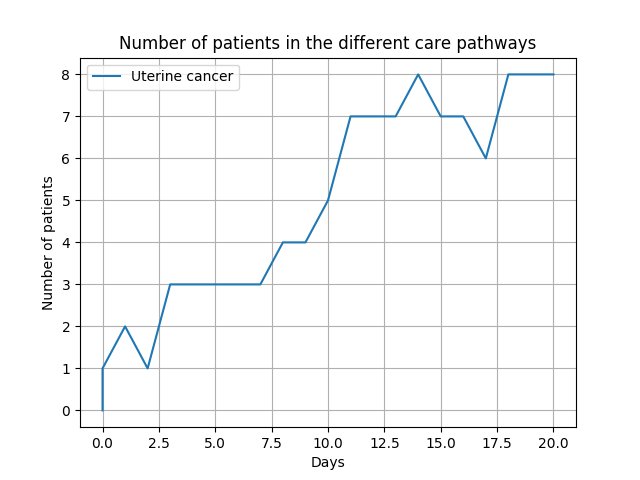 Number of patients in the different care pathways
Uterine cancer
8
7
6
5
4
3
2
1
0
Number of patients
0.0 2.5 5.0 7.5 10.0 12.5 15.0 17.5 20.0
Days